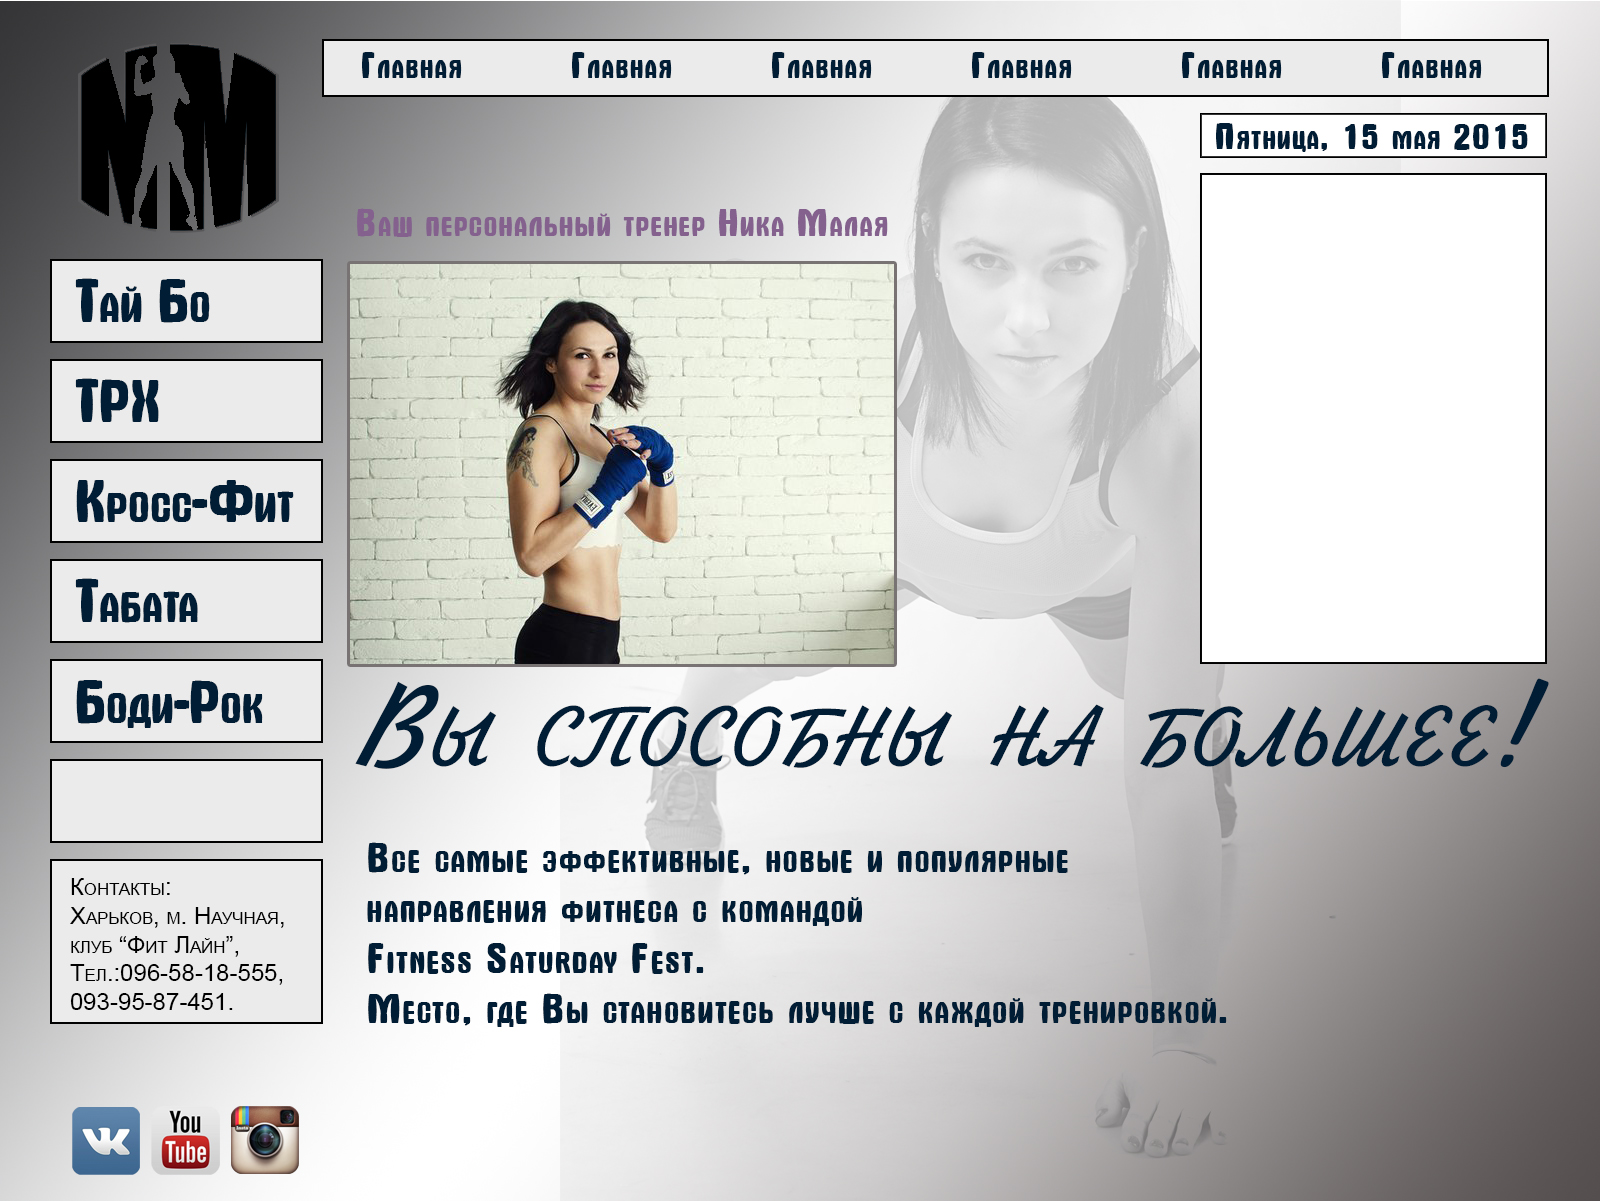 ММ
Главная Главная Главная Главная Главная Главная
Пятница, 15 мая 2015
Ваш персональный тренер Ника Малая
Тай Бо
ТРХ
Кросс-Фит
Табата
Боди-Рок
Вы способны на большее!
Все самые эффективные, новые и популярные
направления фитнеса с командой
Fitness Saturday Fest.
Место, где Вы становитесь лучше с каждой тренировкой.
Контакты:
Харьков, м. Научная,
клуб “Фит Лайн”,
Тел.:096-58-18-555,
093-95-87-451.
You
Tube